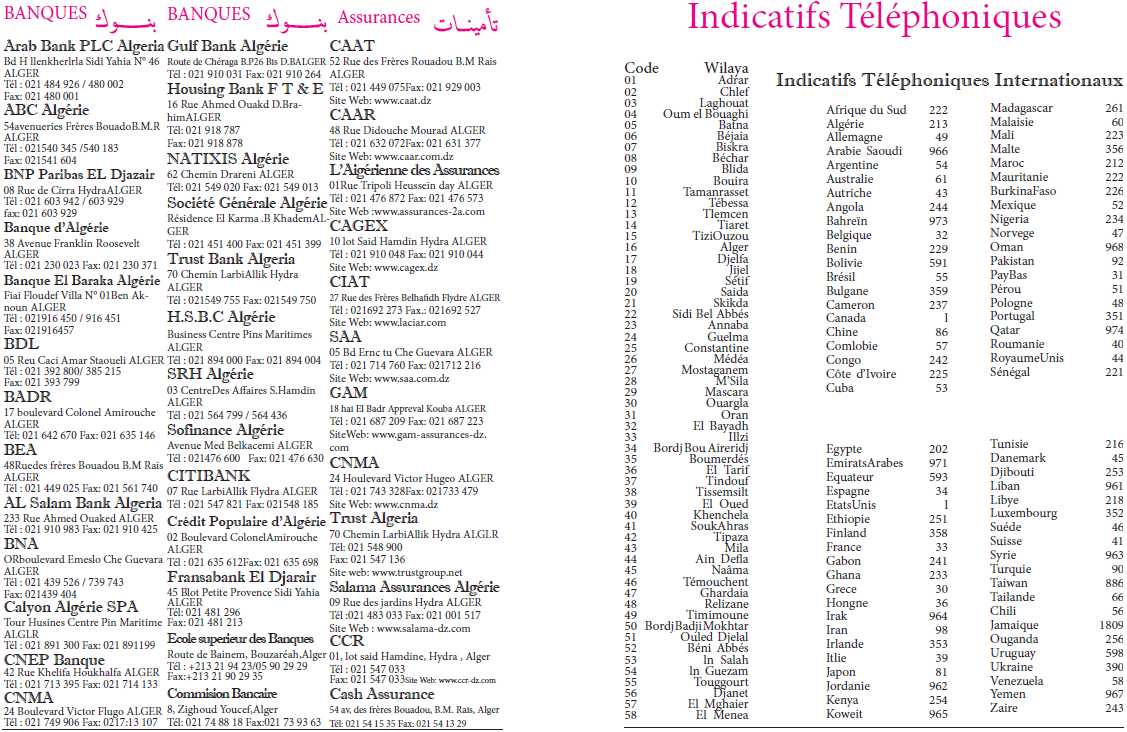 BANQUES بنـــوك
Arab Bank PLC Algeria
Bd H llenkherlrla Sidi Yahia N° 46
ALGER
Tél : 021 484 926 / 480 002
Fax: 021 480 001
ABC Algérie
54avenueries Frères BouadoB.M.R
ALGER
Tél : 021540 345 /540 183
Fax: 021541 604
BNP Paribas EL Djazair
08 Rue de Cirra HydraALGER
Tél : 021 603 942 / 603 929
fax: 021 603 929
Banque d'Algérie
38 Avenue Franklin Roosevelt
ALGER
Tél : 021 230 023 Fax: 021 230 371
Banque El Baraka Algérie
Fiai Floudef Villa N° 01Ben Ak-
noun ALGER
Tél : 021916 450 / 916 451
Fax: 021916457
BDL
05 Reu Caci Amar Staoueli ALGER
Tél : 021 392 800/ 385 215
Fax: 021 393 799
BADR
17 boulevard Colonel Amirouche
ALGER
Tél: 021 642 670 Fax: 021 635 146
BEA
48Ruedes frères Bouadou B.M Rais
ALGER
Tél : 021 449 025 Fax: 021 561 740
AL Salam Bank Algeria
233 Rue Ahmed Ouaked ALGER
Tél : 021 910 983 Fax: 021 910 425
BNA
ORboulevard Emeslo Che Guevara
ALGER
Tél : 021 439 526 / 739 743
Fax: 021439 404
Calyon Algérie SPA
Tour Husines Centre Pin Maritime
ALGLR
Tél : 021 891 300 Fax: 021 891199
CNEP Banque
42 Rue Khelifa Houkhalfa ALGER
Tél : 021 713 395 Fax: 021 714 133
CNMA
24 Boulevard Victor Flugo ALGER
Tél : 021 749 906 Fax: 0217:13 107
BANQUES بنـــوك
Gulf Bank Algérie
Route de Chéraga B.P26 Bis D.BALGER
Tél : 021 910 031 Fax: 021 910 264
Housing Bank F T & E
16 Rue Ahmed Ouakd D.Bra-
himALGER
Tél: 021 918 787
Fax: 021 918 878
NATIXIS Algérie
62 Chemin Drareni ALGER
Tél: 021 549 020 Fax: 021 549 013
Société Générale Algérie
Résidence El Karma .B KhademAL-
GER
Tél : 021 451 400 Fax: 021 451 399
Trust Bank Algeria
70 Chemin LarbiAllik Hydra
ALGER
Tél : 021549 755 Fax: 021549 750
H.S.B.C Algérie
Business Centre Pins Maritimes
ALGER
Tél : 021 894 000 Fax: 021 894 004
SRH Algérie
03 CentreDes Affaires S.Hamdin
ALGER
Tél : 021 564 799 / 564 436
Sofinance Algérie
Avenue Med Belkacemi ALGER
Tél : 021476 600 Fax: 021 476 630
CITIBANK
07 Rue LarbiAllik Flydra ALGER
Tél : 021 547 821 Fax: 021548 185
Crédit Populaire d'Algérie
02 Boulevard ColonelAmirouche
ALGER
Tél : 021 635 612Fax: 021 635 698
Fransabank El Djarair
45 Blot Petite Provence Sidi Yahia
ALGER
Tél: 021 481 296
Fax: 021 481 213
Ecole superieur des Banques
Route de Bainem, Bouzaréah,Alger
Tél : +213 21 94 23/05 90 29 29
Fax:+213 21 90 29 35
Commision Bancaire
8, Zighoud Youcef,Alger
Tél: 021 74 88 18 Fax:021 73 93 63
Assurances تأمينـات
CAAT
52 Rue des Frères Rouadou B.M Rais
ALGER
Tél : 021 449 075Fax: 021 929 003
Site Web: www.caat.dz
CAAR
48 Rue Didouche Mourad ALGER
Tél : 021 632 072Fax: 021 631 377
Site Web: www.caar.com.dz
L'Aigérienne des Assurances
01Rue Tripoli Heussein day ALGER
Tél : 021 476 872 Fax: 021 476 573
Site Web :www.assurances-2a.com
CAGEX
10 lot Said Hamdin Hydra ALGER
Tél : 021 910 048 Fax: 021 910 044
Site Web: www.cagex.dz
CIAT
27 Rue des Frères Belhafidh Flydre ALGER
Tél : 021692 273 Fax.: 021692 527
Site Web: www.laciar.com
SAA
05 Bd Ernc tu Che Guevara ALGER
Tél : 021 714 760 Fax: 021712 216
Site Web: www.saa.com.dz
GAM
18 hai El Badr Appreval Kouba ALGER
Tél : 021 687 209 Fax: 021 687 223
SiteWeb: www.gam-assurances-dz.
com
CNMA
24 Houlevard Victor Hugeo ALGER
Tél : 021 743 328Fax: 021733 479
Site Web: www.cnma.dz
Trust Algeria
70 Chemin LarbiAllik Hydra ALGLR
Tél: 021 548 900
Fax: 021 547 136
Site web: www.trustgroup.net
Salama Assurances Algérie
09 Rue des jardins Hydra ALGER
Tél :021 483 033 Fax: 021 001 517
Site Web : www.salama-dz.com
CCR
01, lot said Hamdine, Hydra , Alger
Tél : 021 547 033
Fax: 021 547 033Site Web: www.ccr-dz.com
Cash Assurance
54 av, des frères Bouadou, B.M. Rais, Alger
Tél: 021 54 15 35 Fax: 021 54 13 29
Indicatifs Téléphoniques
Code Wilaya
01 Adrar
02 Chlef
03 Laghouat
04 Oum el Bouaghi
05 Batna
06 Béjaia
07 Biskra
08 Béchar
09 Blida
10 Bouira
11 Tamanrasset
12 Tébessa
13 Tlemcen
14 Tiaret
15 TiziOuzou
16 Alger
17 Djelfa
18 Jijel
19 Sétif
20 Saida
21 Skikda
22 Sidi Bel Abbés
23 Annaba
24 Guelma
25 Constantine
26 Médéa
27 Mostaganem
28 M'Sila
29 Mascara
30 Ouargla
31 Oran
32 El Bayadh
33 Illzi
34 Bordj Bou Aireridj
35 Boumerdés
36 El Tarif
37 Tindouf
38 Tissemsilt
39 El Oued
40 Khenchela
41 SoukAhras
42 Tipaza
43 Mila
44 Ain Defla
45 Naâma
46 Témouchent
47 Ghardaia
48 Relizane
49 Timimoune
50 BordjBadjiMokhtar
51 Ouled Djelal
52 Béni Abbés
53 ln Salah
54 ln Guezam
55 Touggourt
56 Djanet
57 El Mghaier
58 El Menea
Indicatifs Téléphoniques Internationaux
Afrique du Sud 222
Algérie 213
Allemagne 49
Arabie Saoudi 966
Argentine 54
Australie 61
Autriche 43
Angola 244
Bahreïn 973
Belgique 32
Benin 229
Bolivie 591
Brésil 55
Bulgane 359
Cameron 237
Canada 1
Chine 86
Comlobie 57
Congo 242
Côte d'Ivoire 225
Cuba 53
Egypte 202
EmiratsArabes 971
Equateur 593
Espagne 34
EtatsUnis 1
Ethiopie 251
Finland 358
France 33
Gabon 241
Ghana 233
Grece 30
Hongne 36
Irak 964
Iran 98
Irlande 353
Itlie 39
Japon 81
Jordanie 962
Kenya 254
Koweit 965
Madagascar 261
Malaisie 60
Mali 223
Malte 356
Maroc 212
Mauritanie 222
BurkinaFaso 226
Mexique 52
Nigeria 234
Norvege 47
Oman 968
Pakistan 92
PayBas 31
Pérou 51
Pologne 48
Portugal 351
Qatar 974
Roumanie 40
RoyaumeUnis 44
Sénégal 221
Tunisie 216
Danemark 45
Djibouti 253
Liban 961
Libye 218
Luxembourg 352
Suéde 46
Suisse 41
Syrie 963
Turquie 90
Taiwan 886
Tailande 66
Chili 56
Jamaique 1809
Ouganda 256
Uruguay 598
Ukraine 390
Venezuela 58
Yemen 967
Zaire 243